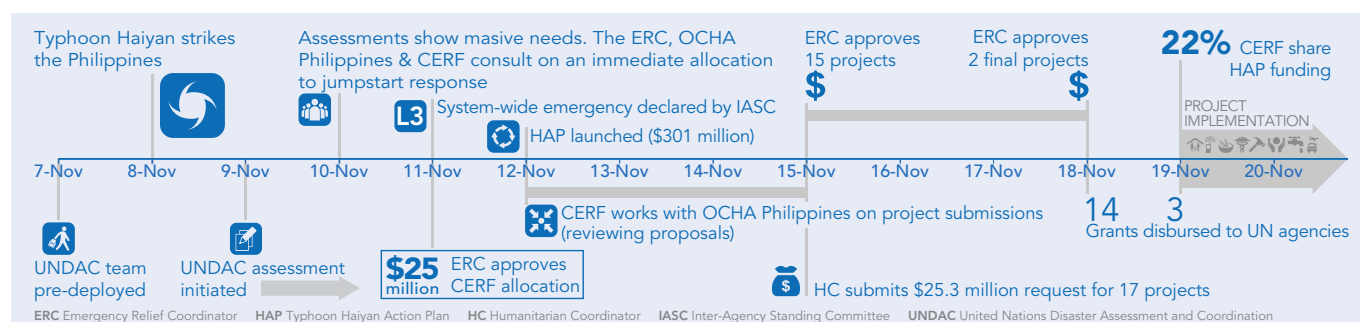 Typhoon Haiyan strikes
the Philippines
Assessments show masive needs. The ERC, OCHA
Philippines & CERF consult on an immediate allocation
to jumpstart response
L3
System-wide emergency declared by IASC
HAP launched ($301 million)
ERC approves
15 projects
$
ERC approves
2 final projects
$
22% CERF share
HAP funding
PROJECT
IMPLEMENTATION
7-Nov 8-Nov 9-Nov 10-Nov 11-Nov 12-Nov 13-Nov 14-Nov 15-Nov 16-Nov 17-Nov 18-Nov 19-Nov 20-Nov
UNDAC team
pre-deployed
UNDAC assessment
initiated
$25
million
ERC approves
CERF allocation
CERF works with OCHA Philippines on project submissions
(reviewing proposals)
$
HC submits $25.3 million request for 17 projects
14 3
Grants disbursed to UN agencies
ERC Emergency Relief Coordinator HAP Typhoon Haiyan Action Plan HC Humanitarian Coordinator IASC Inter-Agency Standing Committee UNDAC United Nations Disaster Assessment and Coordination